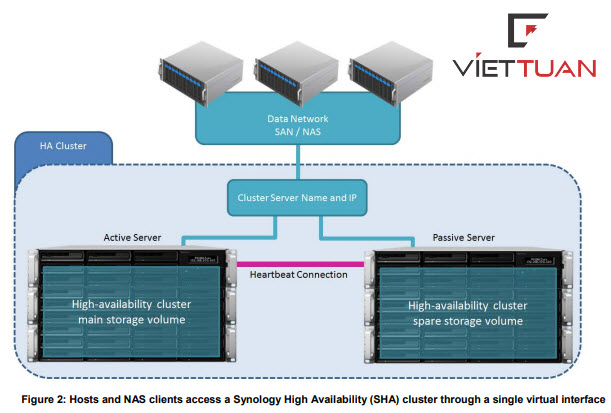 VIETTUAN
Data Network
SAN / NAS
HA Cluster
Cluster Server Name and IP
Active Server
Passive Server
Heartbeat Connection
High-availability cluster
main storage volume
High-availability cluster
spare storage volume
Figure 2: Hosts and NAS clients access a Synology High Availability (SHA) cluster through a single virtual interface